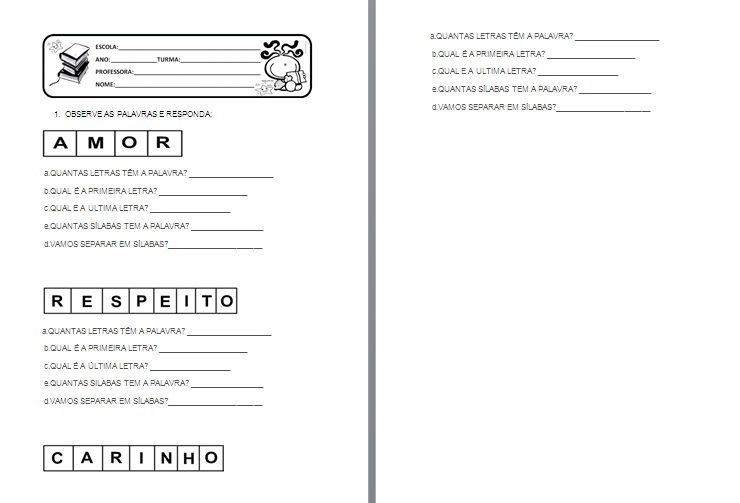 ESCOLA:
ANO: TURMA:
PROFESSORA:
NOME:
1. OBSERVE AS PALAVRAS E RESPONDA:
A M O R
a.QUANTAS LETRAS TÊM A PALAVRA?
b.QUAL É A PRIMEIRA LETRA?
c.QUAL E A ULTIMA LETRA?
e.QUANTAS SÍLABAS TEM A PALAVRA?
d.VAMOS SEPARAR EM SÍLABAS?
R E S P E I T O
a.QUANTAS LETRAS TÊM A PALAVRA?
b.QUAL É A PRIMEIRA LETRA?
c.QUAL É A ÚLTIMA LETRA?
e.QUANTAS SILABAS TEM A PALAVRA?
d.VAMOS SEPARAR EM SÍLABAS?
C A R I N H O
a.QUANTAS LETRAS TÊM A PALAVRA?
b.QUAL É A PRIMEIRA LETRA?
c.QUAL E A ULTIMA LETRA?
e.QUANTAS SÍLABAS TEM A PALAVRA?
d.VAMOS SEPARAR EM SÍLABAS?